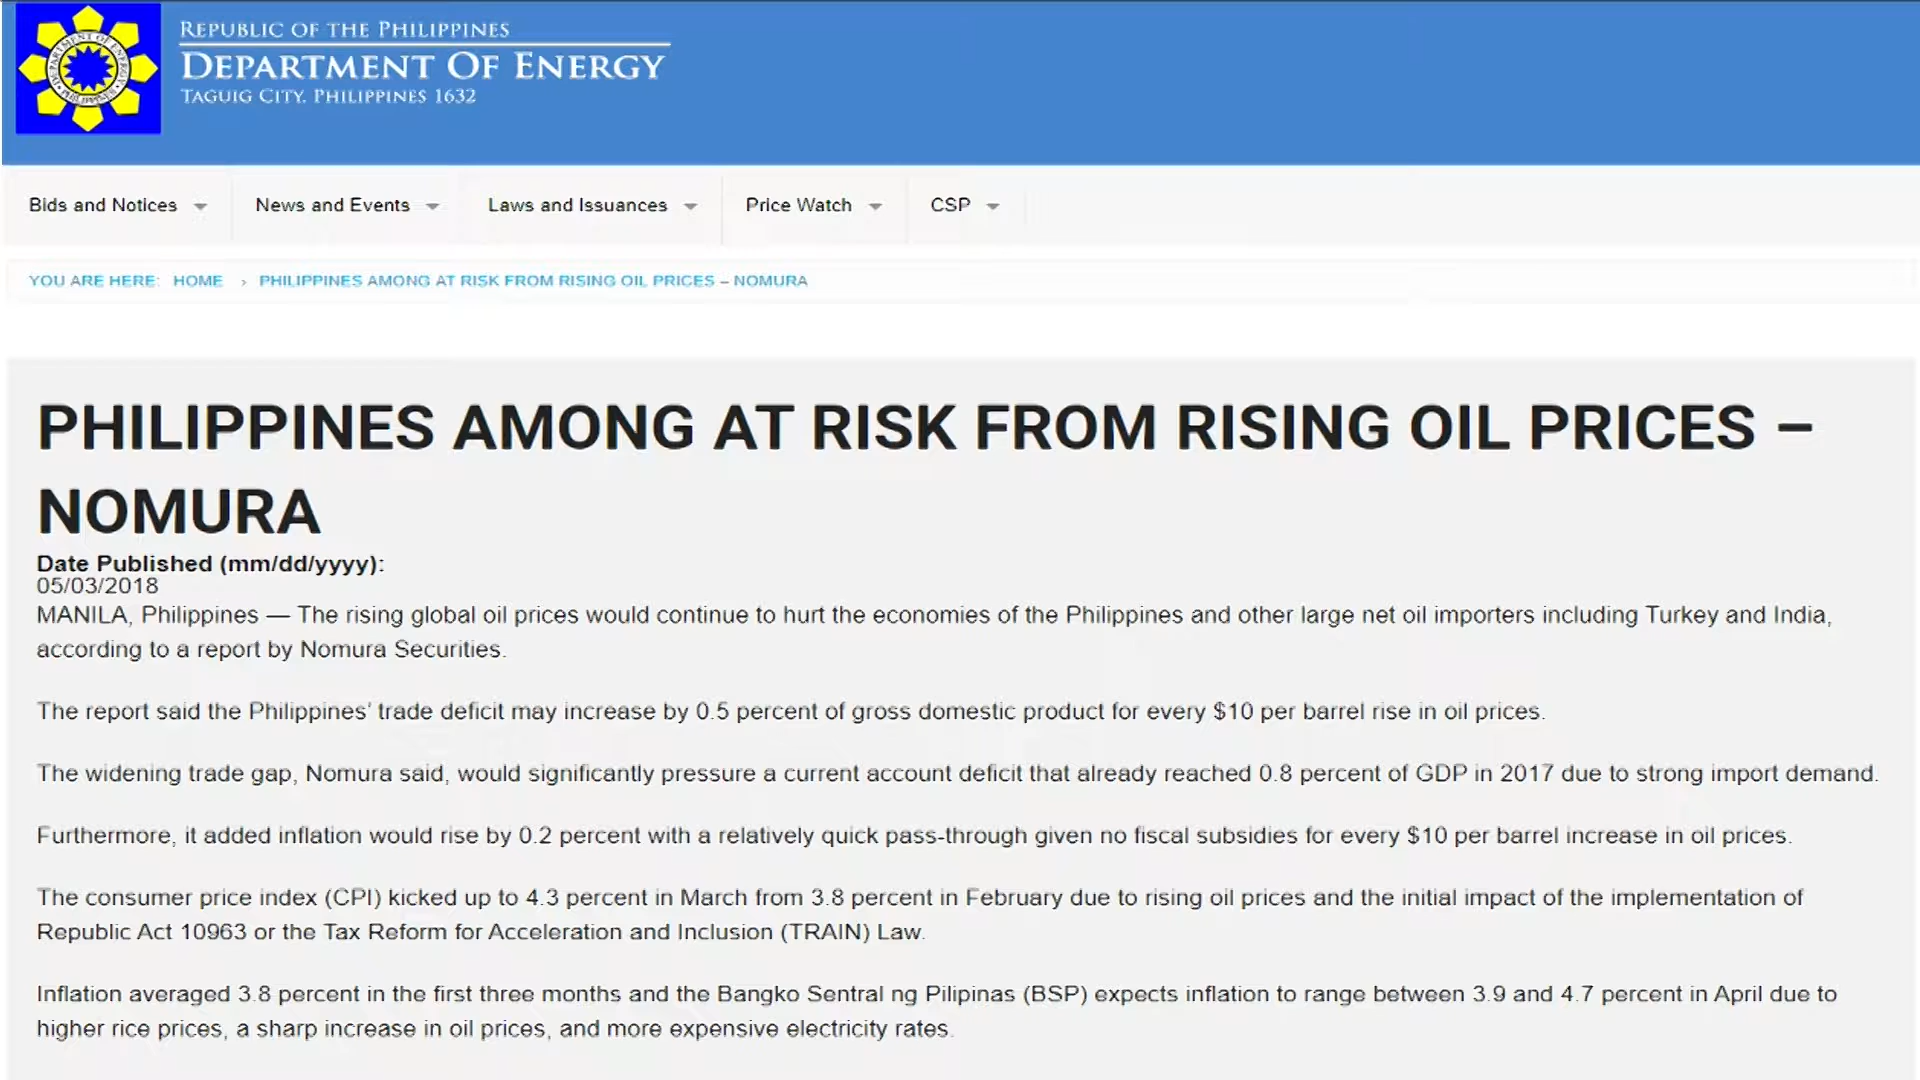 REPUBLIC OF THE PHILIPPINES
DEPARTMENT OF ENERGY
TAGUIG CITY, PHILIPPINES 1632
DEPARTMENT OF ENERGY
PHILIPPINES
Bids and Notices
News and Events
Laws and Issuances
Price Watch
CSP
YOU ARE HERE: HOME › PHILIPPINES AMONG AT RISK FROM RISING OIL PRICES – NOMURA
PHILIPPINES AMONG AT RISK FROM RISING OIL PRICES –
NOMURA
Date Published (mm/dd/yyyy):
05/03/2018
MANILA, Philippines — The rising global oil prices would continue to hurt the economies of the Philippines and other large net oil importers including Turkey and India,
according to a report by Nomura Securities.
The report said the Philippines' trade deficit may increase by 0.5 percent of gross domestic product for every $10 per barrel rise in oil prices.
The widening trade gap, Nomura said, would significantly pressure a current account deficit that already reached 0.8 percent of GDP in 2017 due to strong import demand.
Furthermore, it added inflation would rise by 0.2 percent with a relatively quick pass-through given no fiscal subsidies for every $10 per barrel increase in oil prices.
The consumer price index (CPI) kicked up to 4.3 percent in March from 3.8 percent in February due to rising oil prices and the initial impact of the implementation of
Republic Act 10963 or the Tax Reform for Acceleration and Inclusion (TRAIN) Law.
Inflation averaged 3.8 percent in the first three months and the Bangko Sentral ng Pilipinas (BSP) expects inflation to range between 3.9 and 4.7 percent in April due to
higher rice prices, a sharp increase in oil prices, and more expensive electricity rates.